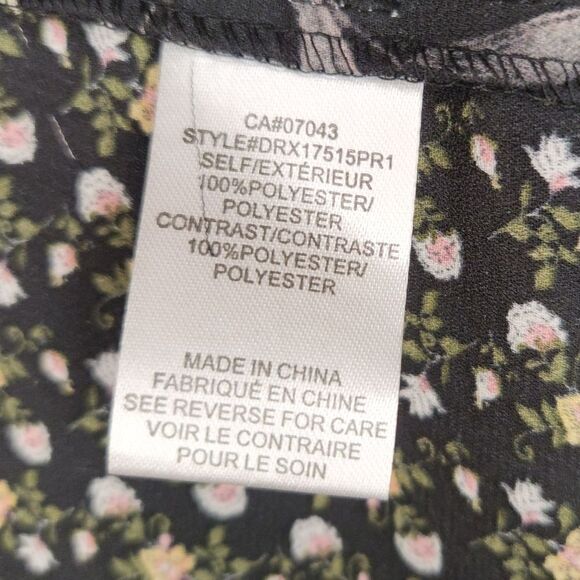 CA#07043
STYLE#DRX17515PR1
SELF/EXTÉRIEUR
100%POLYESTER/
POLYESTER
CONTRAST/CONTRASTE
100%POLYESTER/
POLYESTER
MADE IN CHINA
FABRIQUÉ EN CHINE
SEE REVERSE FOR CARE
VOIR LE CONTRAIRE
POUR LE SOIN